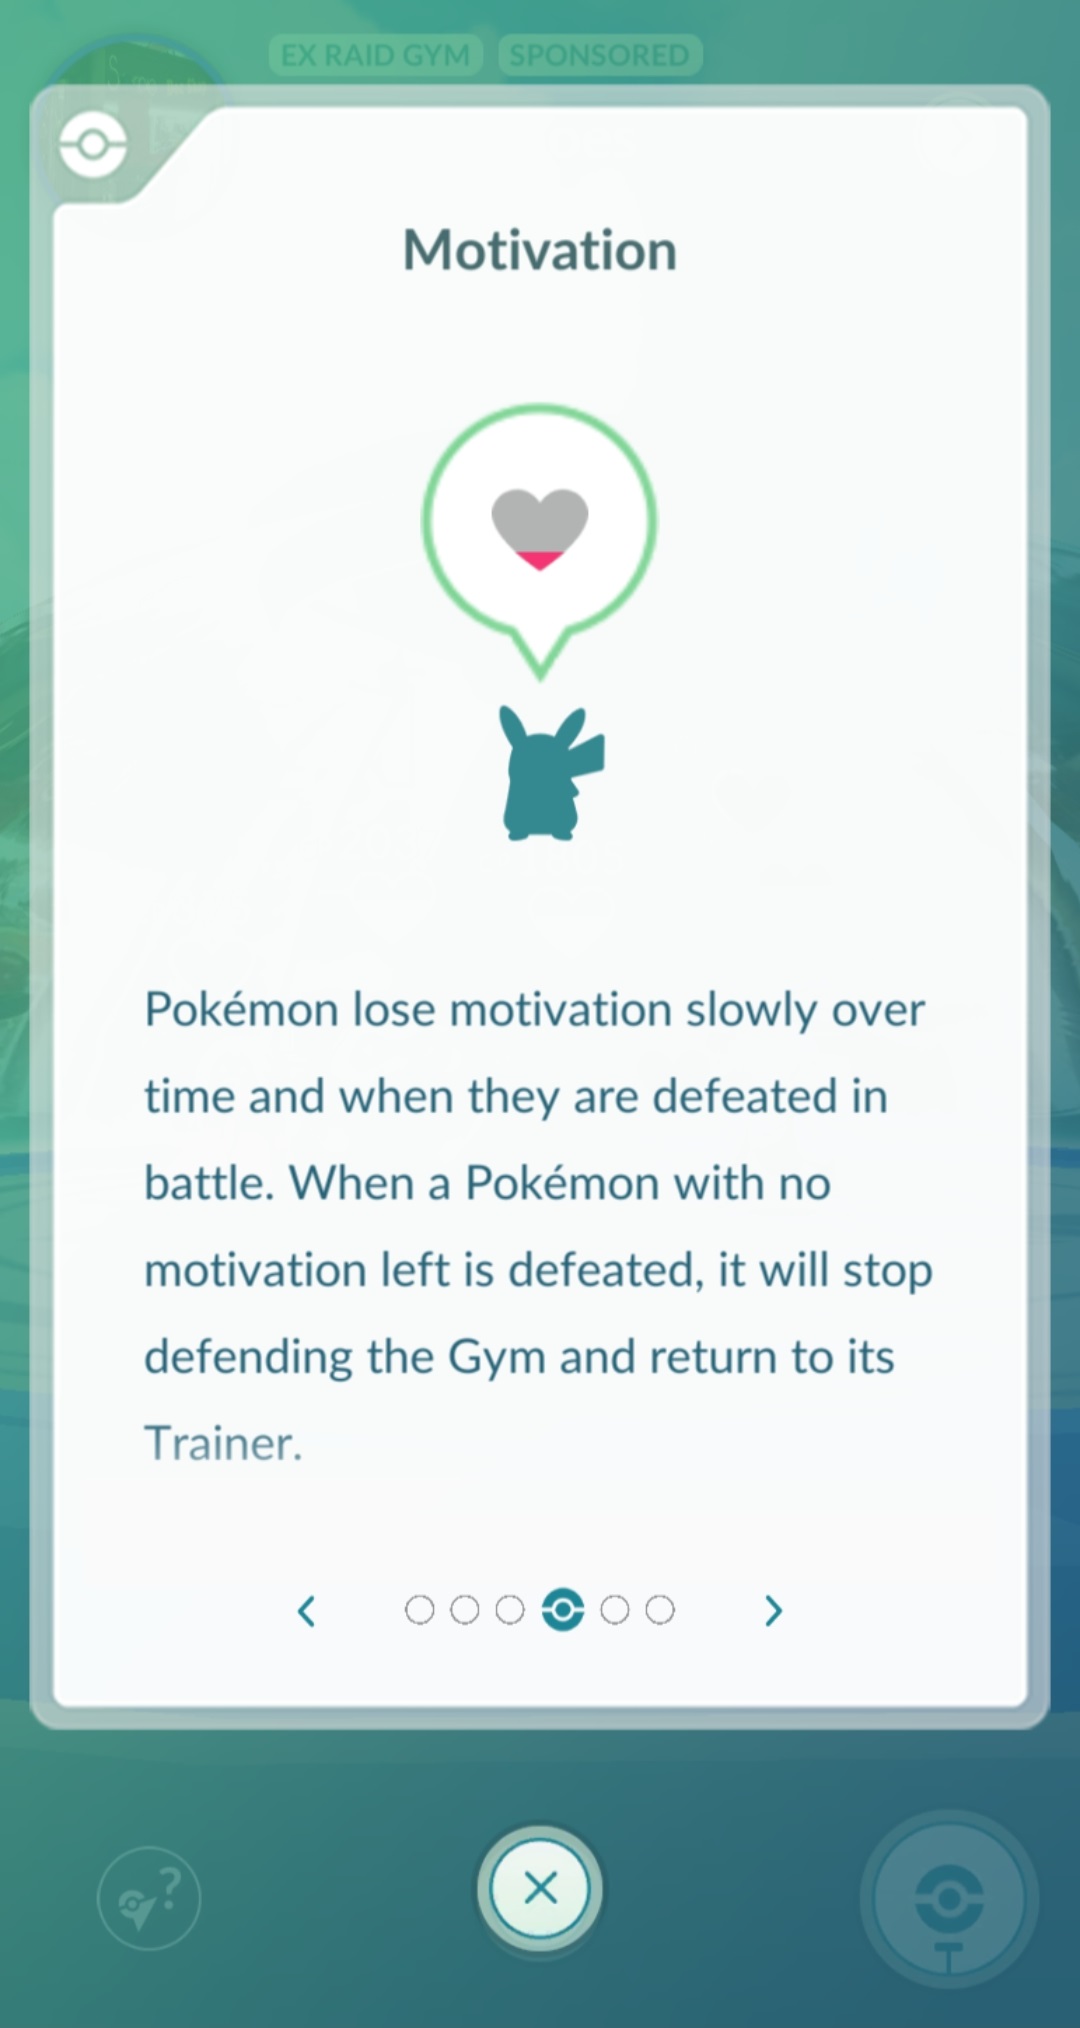 EX RAID GYM SPONSORED
Motivation
Pokémon lose motivation slowly over
time and when they are defeated in
battle. When a Pokémon with no
motivation left is defeated, it will stop
defending the Gym and return to its
Trainer.
?